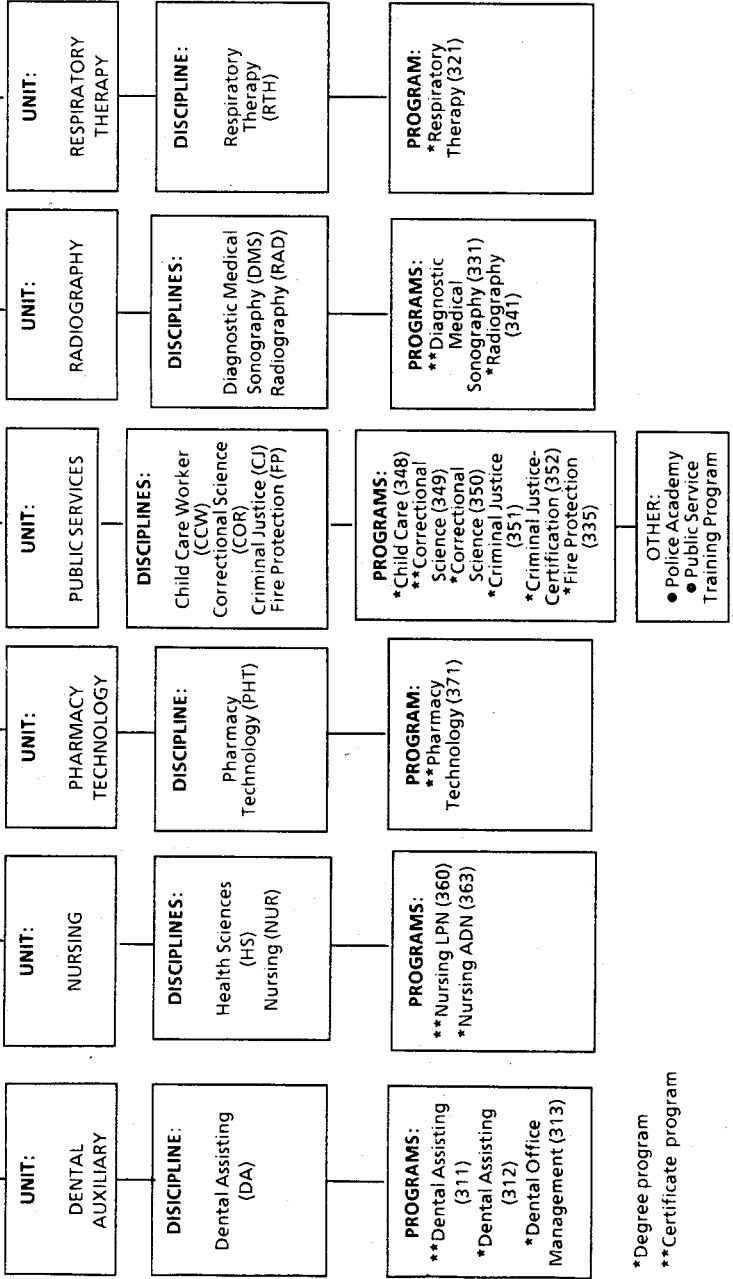 UNIT:
DENTAL
AUXILIARY
DISICIPLINE:
Dental Assisting
(DA)
PROGRAMS:
**Dental Assisting
(311)
*Dental Assisting
(312)
*Dental Office
Management (313)
UNIT:
NURSING
DISCIPLINES:
Health Sciences
(HS)
Nursing (NUR)
PROGRAMS:
**Nursing LPN (360)
*Nursing ADN (363)
UNIT:
PHARMACY
TECHNOLOGY
DISCIPLINE:
Pharmacy
Technology (PHT)
PROGRAM:
**Pharmacy
Technology (371)
UNIT:
PUBLIC SERVICES
DISCIPLINES:
Child Care Worker
(CCW)
Correctional Science
(COR)
Criminal Justice (CJ)
Fire Protection (FP)
PROGRAMS:
*Child Care (348)
**Correctional
Science (349)
*Correctional
Science (350)
*Criminal Justice
(351)
*Criminal Justice-
Certification (352)
*Fire Protection
(335)
OTHER:
● Police Academy
● Public Service
Training Program
UNIT:
RADIOGRAPHY
DISCIPLINES:
Diagnostic Medical
Sonography (DMS)
Radiography (RAD)
PROGRAMS:
**Diagnostic
Medical
Sonography (331)
*Radiography
(341)
UNIT:
RESPIRATORY
THERAPY
DISCIPLINE:
Respiratory
Therapy
(RTH)
PROGRAM:
*Respiratory
Therapy (321)
*Degree program
**Certificate program